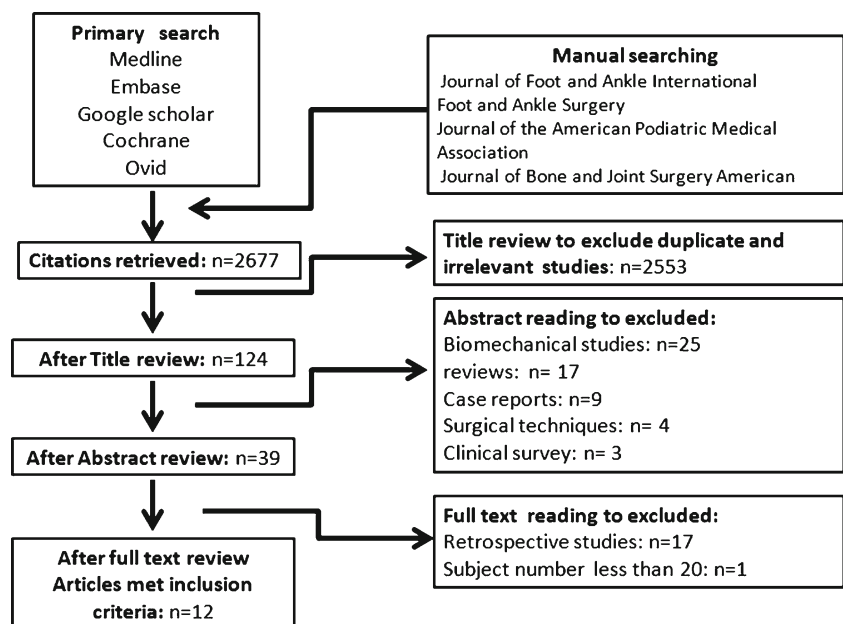 Primary search
Medline
Embase
Google scholar
Cochrane
Ovid
Manual searching
Journal of Foot and Ankle International
Foot and Ankle Surgery
Journal of the American Podiatric Medical
Association
Journal of Bone and Joint Surgery American
Citations retrieved: n=2677
Title review to exclude duplicate and
irrelevant studies: n=2553
After Title review: n=124
Abstract reading to excluded:
Biomechanical studies: n=25
reviews: n= 17
Case reports: n=9
Surgical techniques: n= 4
Clinical survey: n= 3
After Abstract review: n=39
Full text reading to excluded:
Retrospective studies: n=17
Subject number less than 20: n=1
After full text review
Articles met inclusion
criteria: n=12